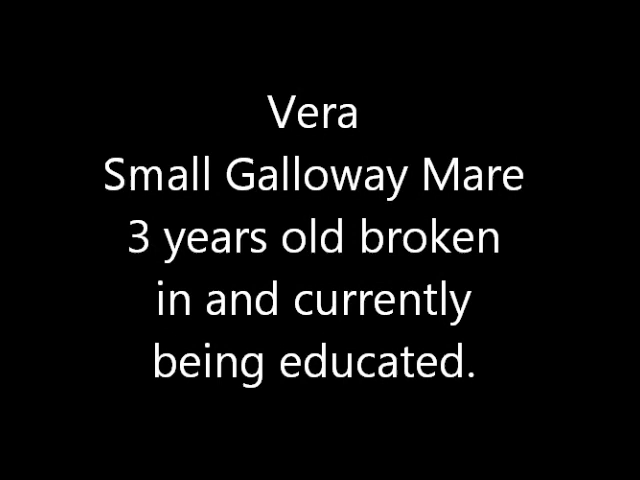 Vera
Small Galloway Mare
3 years old broken
in and currently
being educated.